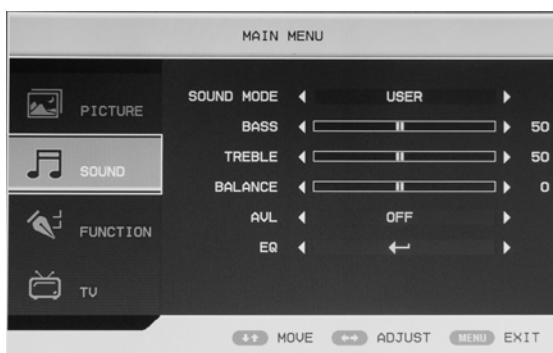 MAIN MENU
PICTURE
SOUND
FUNCTION
TV
SOUND MODE USER
BASS 50
TREBLE 50
BALANCE 0
AVL OFF
EQ
MOVE ADJUST MENU EXIT